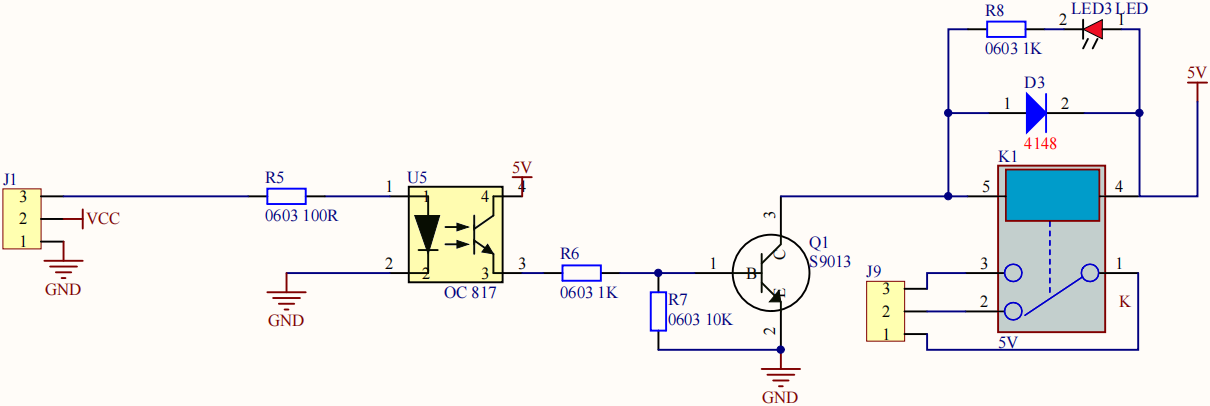 R8
LED3 LED
2
1
0603 1K
D3
5V
1
2
4148
K1
J1
R5
U5
5V
3
1
1
4
4
5
4
2
VCC
0603 100R
3
Q1
1
C
S9013
GND
R6
J9
3
1
2
2
3
3
1
B
3
0603 1K
R7
E
2
2
K
OC 817
0603 10K
GND
2
1
5V
GND